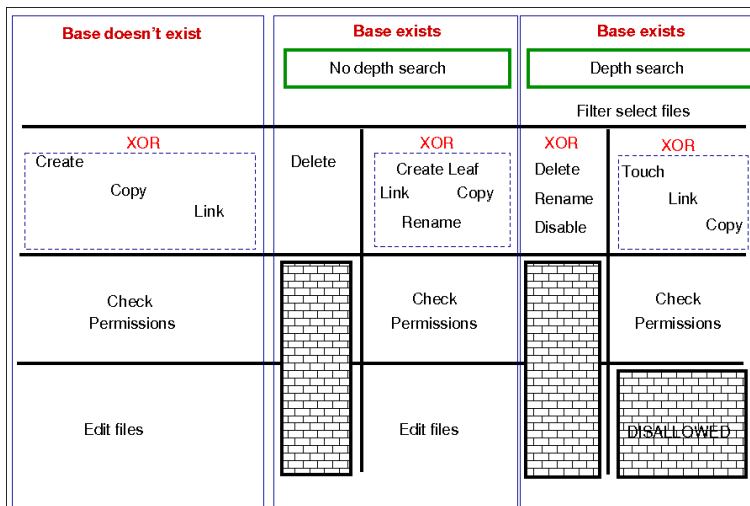 Base doesn't exist
Base exists
Base exists
No depth search
Depth search
Filter select files
XOR
XOR
XOR
XOR
Create
Copy
Link
Delete
Create Leaf
Link Copy
Rename
Delete
Rename
Disable
Touch
Link
Copy
Check
Permissions
Check
Permissions
Check
Permissions
Edit files
Edit files
DISALLOWED